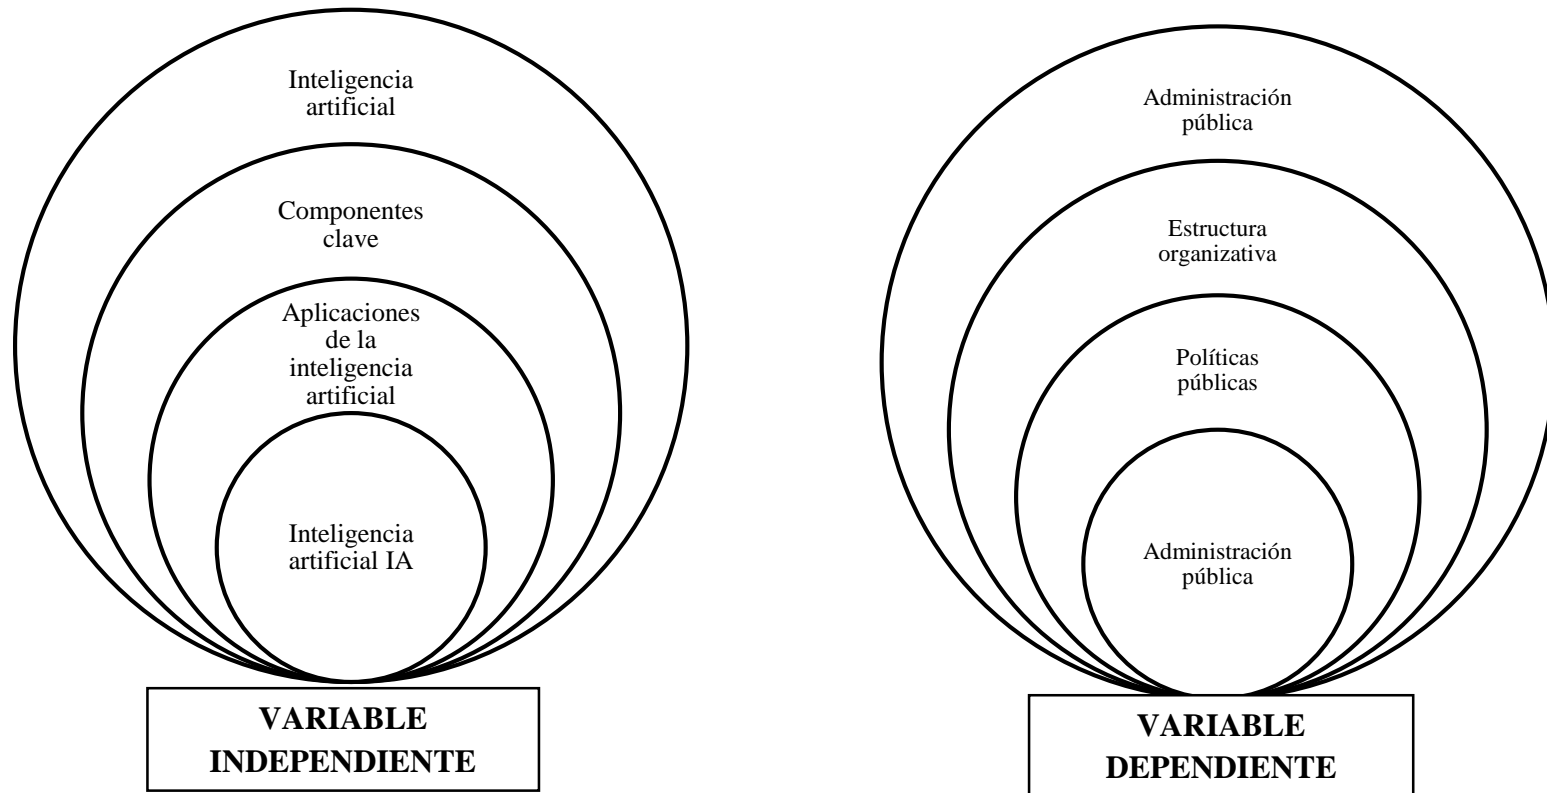 Inteligencia
artificial
Componentes
clave
Aplicaciones
de la
inteligencia
artificial
Inteligencia
artificial IA
VARIABLE
INDEPENDIENTE
Administración
pública
Estructura
organizativa
Políticas
públicas
Administración
pública
VARIABLE
DEPENDIENTE